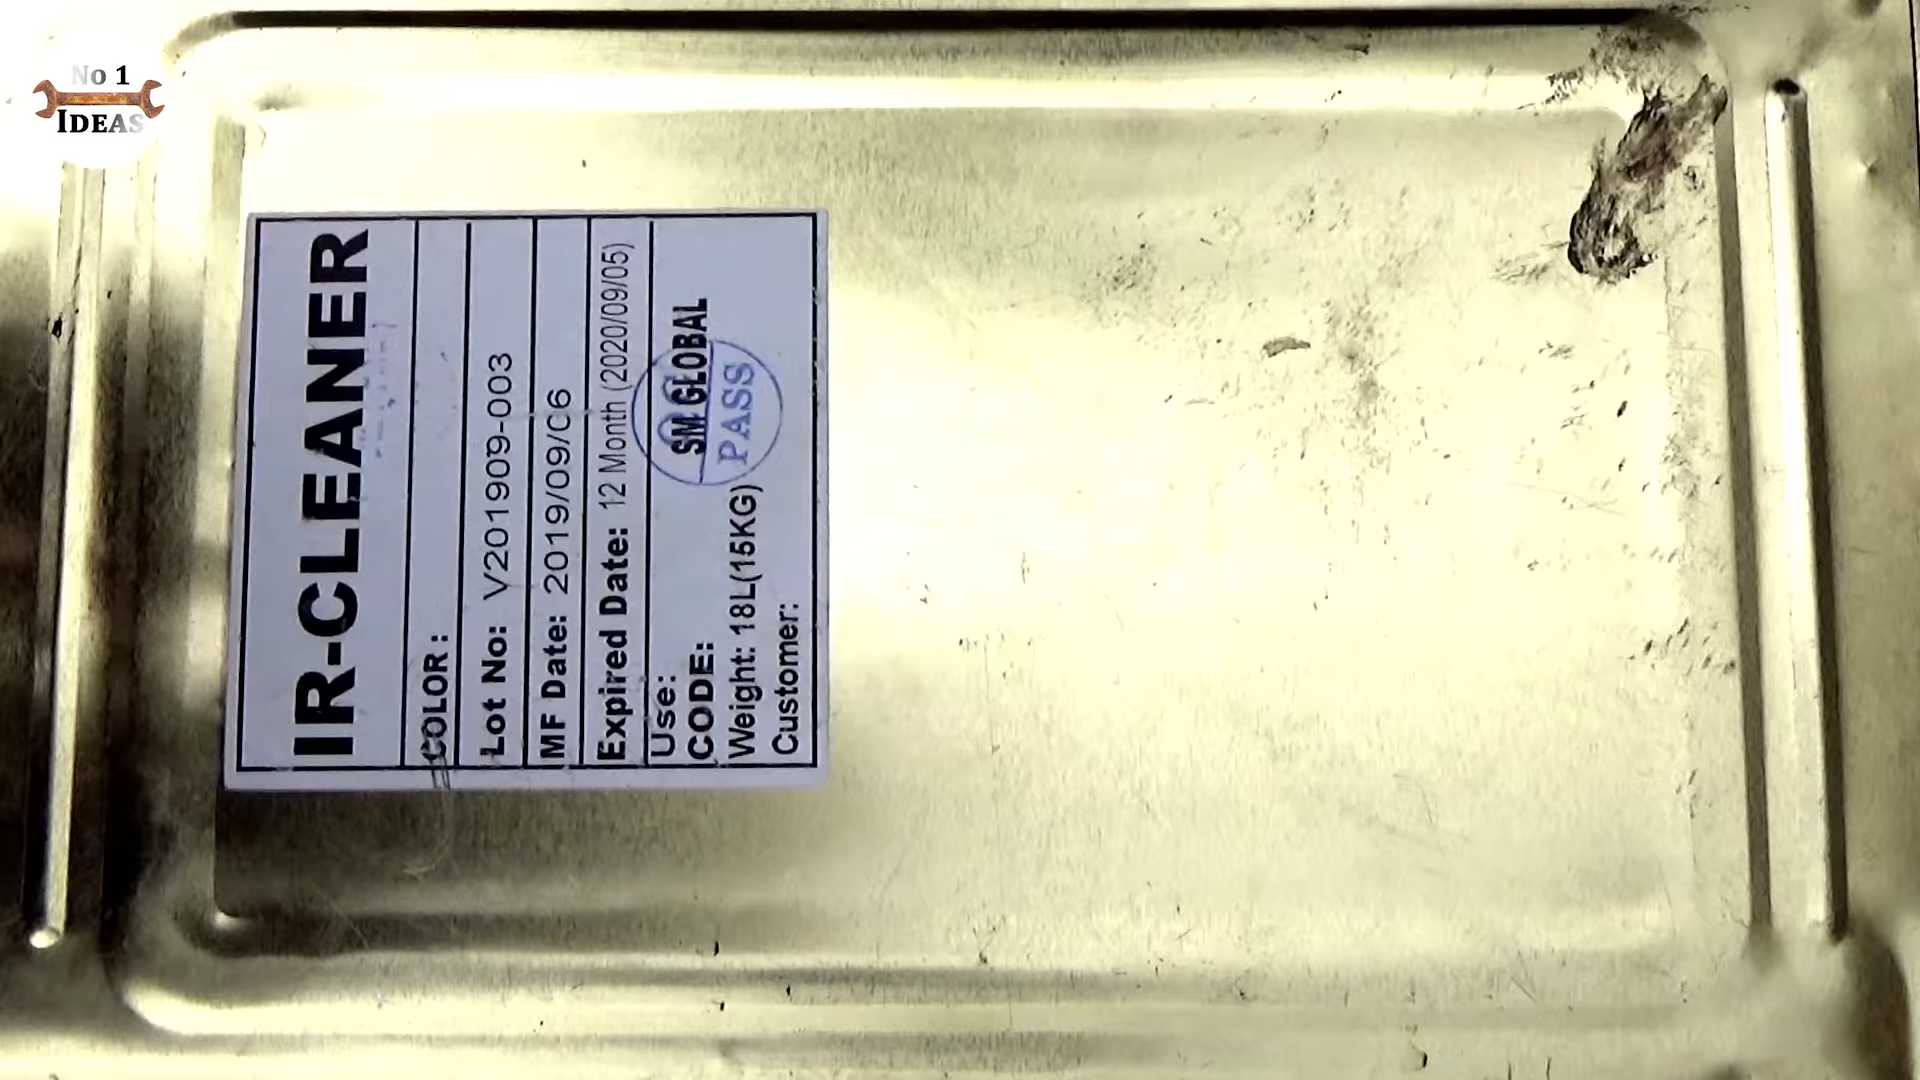 No 1
IDEAS
IR-CLEANER
COLOR :
Lot No: V201909-003
MF Date: 2019/09/06
Expired Date: 12 Month (2020/09/05)
Use:
SM GLOBAL
CODE:
PASS
Weight: 18L(15KG)
Customer: